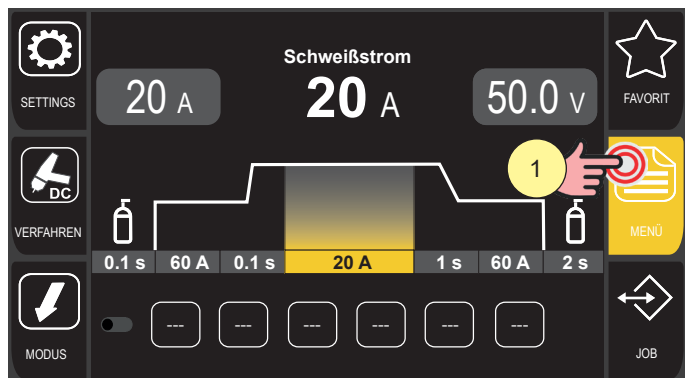 SETTINGS
VERFAHREN
DC
MODUS
Schweißstrom
20 A
20 A
50.0 V
1
0.1 s 60 A 0.1 s 20 A 1 s 60 A 2 s
--- --- --- --- --- ---
FAVORIT
MENÜ
JOB